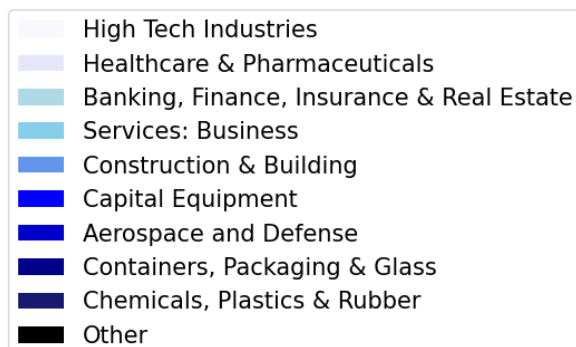 High Tech Industries
Healthcare & Pharmaceuticals
Banking, Finance, Insurance & Real Estate
Services: Business
Construction & Building
Capital Equipment
Aerospace and Defense
Containers, Packaging & Glass
Chemicals, Plastics & Rubber
Other